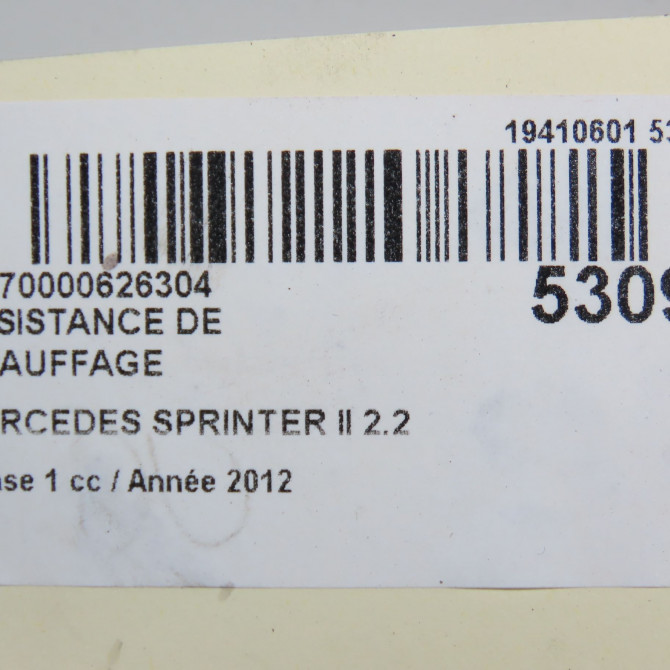 19410601 53
70000626304
5309
SISTANCE DE
AUFFAGE
RCEDES SPRINTER II 2.2
se 1 cc / Année 2012